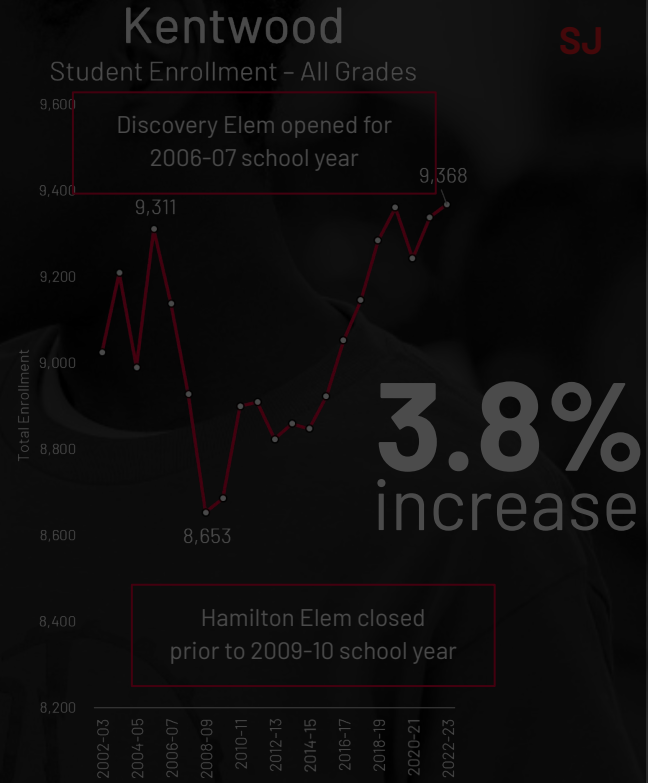 Kentwood
SJ
Student Enrollment – All Grades
9,600
Discovery Elem opened for
2006-07 school year
9,400
9,368
9,311
9,200
9,000
Total Enrollment
3.8%
increase
8,800
8,600
8,653
8,400
Hamilton Elem closed
prior to 2009-10 school year
8,200
2002-03
2004-05
2006-07
2008-09
2010-11
2012-13
2014-15
2016-17
2018-19
2020-21
2022-23